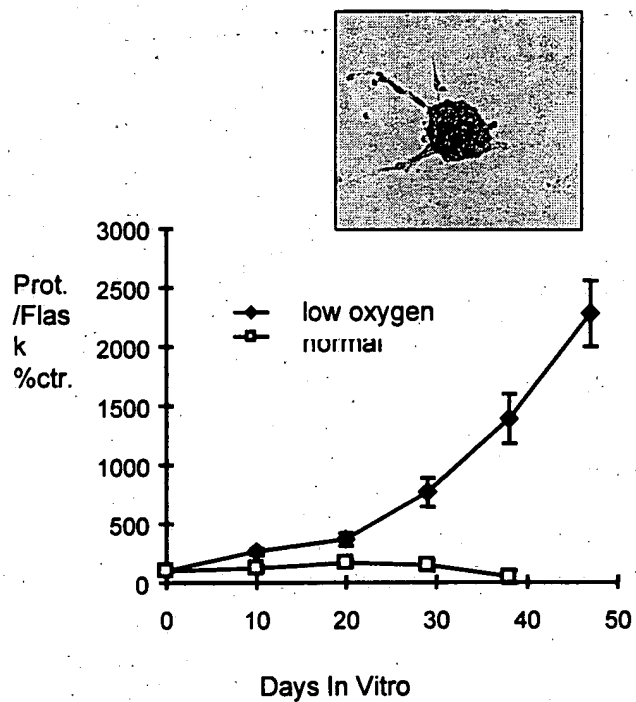 3000
2500
2000
1500
1000
500
0
Prot.
/Flas
k
%ctr.
low oxygen
normal
0 10 20 30 40 50
Days In Vitro